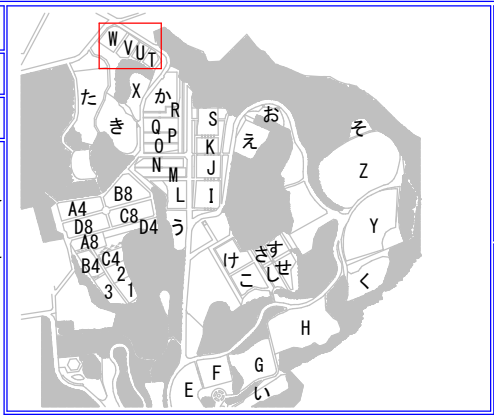 W V U T
た X か R S お
き Q P え そ
O K
N M J Z
L I
A4 B8 C8 D4 う Y
D8
A8 C4 け さ す せ く
B4 2 こ し
3 1
H
F G
E い